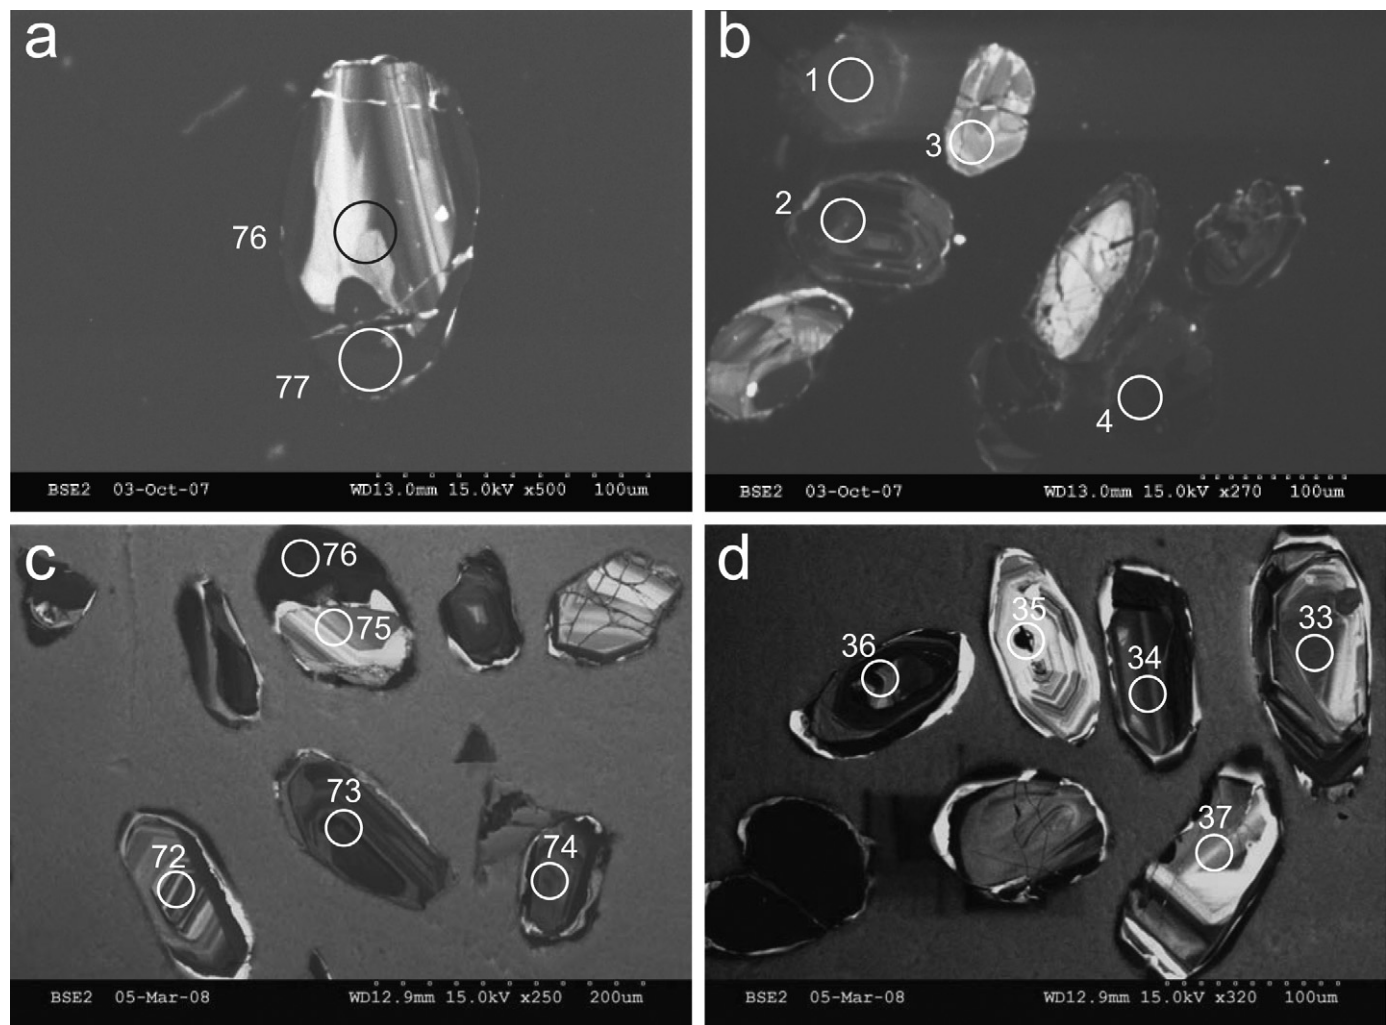 a
76
77
BSE2 03-Oct-07 WD13.0mm 15.0kV x500 100um
b
1
3
2
4
BSE2 03-Oct-07 WD13.0mm 15.0kV x270 100um
c
76
75
73
72
74
BSE2 05-Mar-08 WD12.9mm 15.0kV x250 200um
d
35
33
36
34
37
BSE2 05-Mar-08 WD12.9mm 15.0kV x320 100um